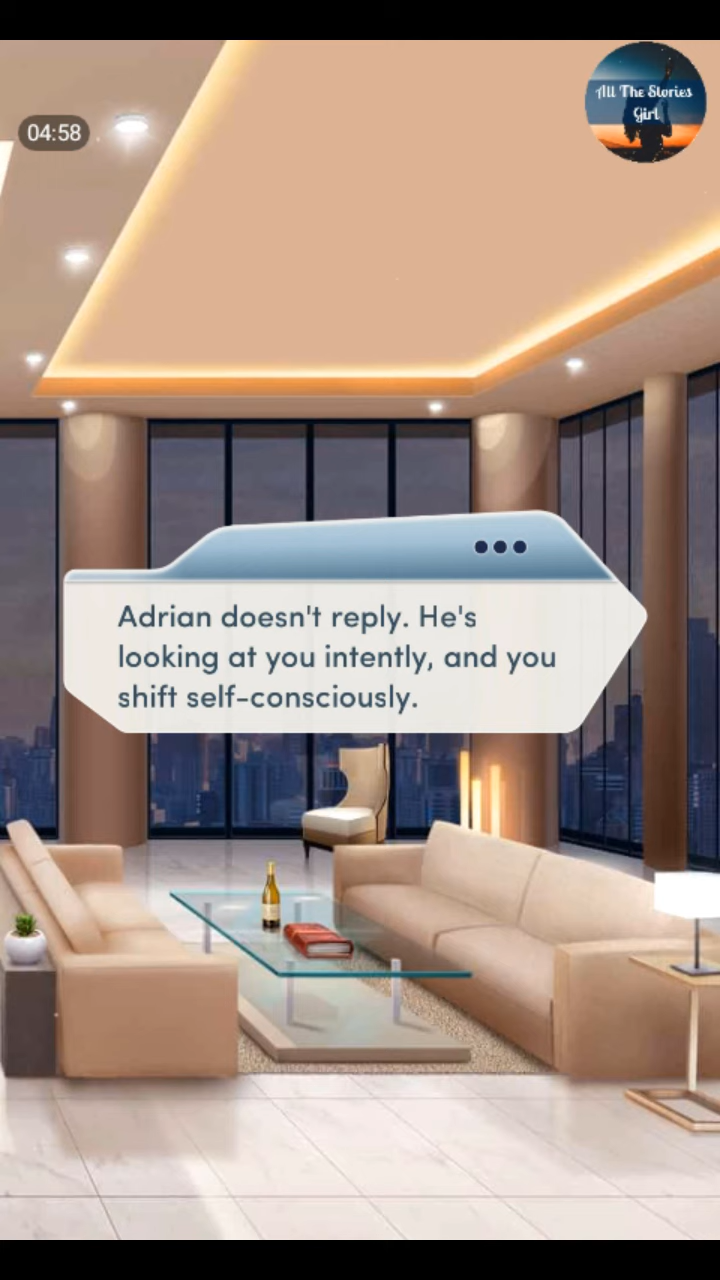 All The Stories
Girl
04:58
Adrian doesn't reply. He's
looking at you intently, and you
shift self-consciously.